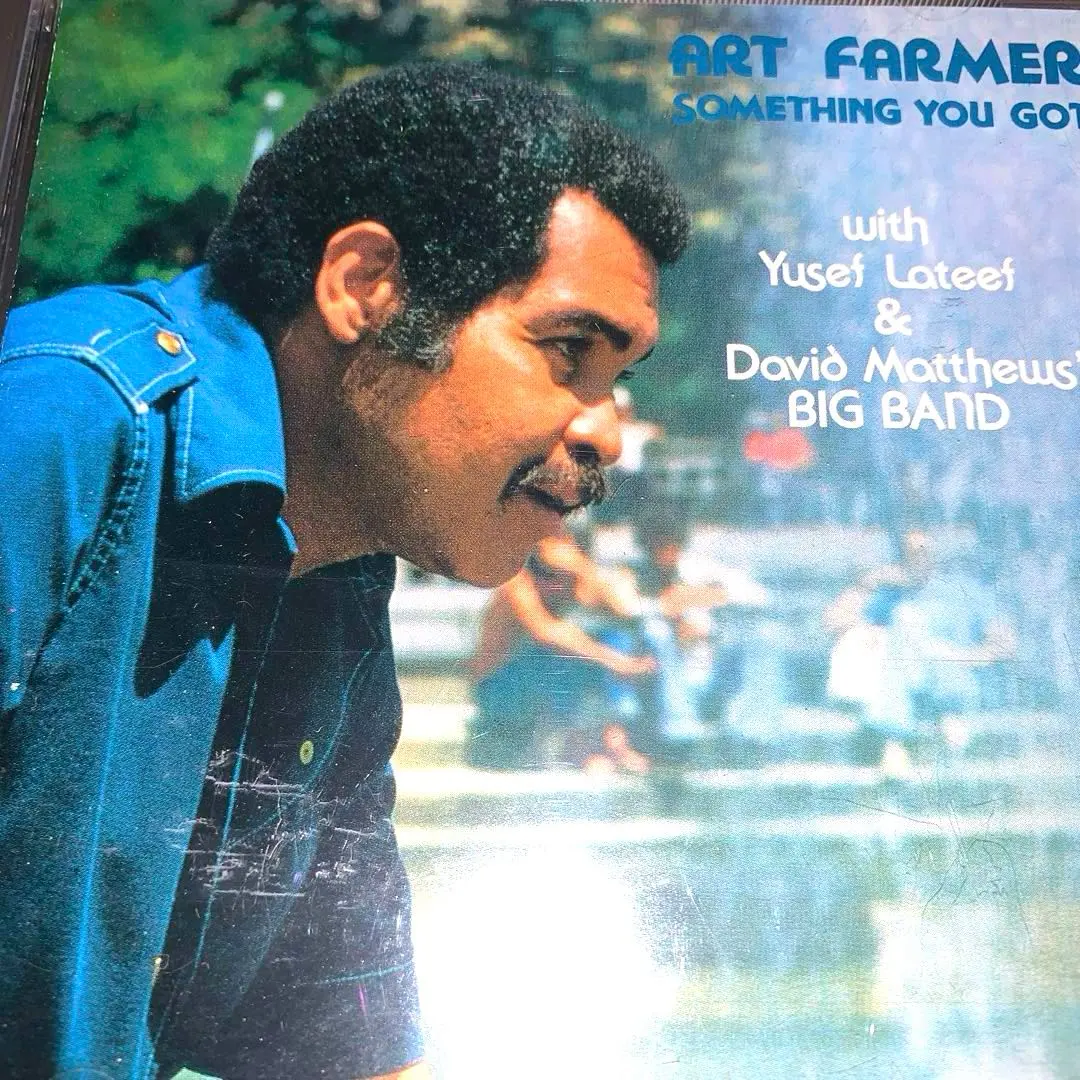 ART FARMER
SOMETHING YOU GOT
with
Yusef Lateef
&
David Matthews'
BIG BAND